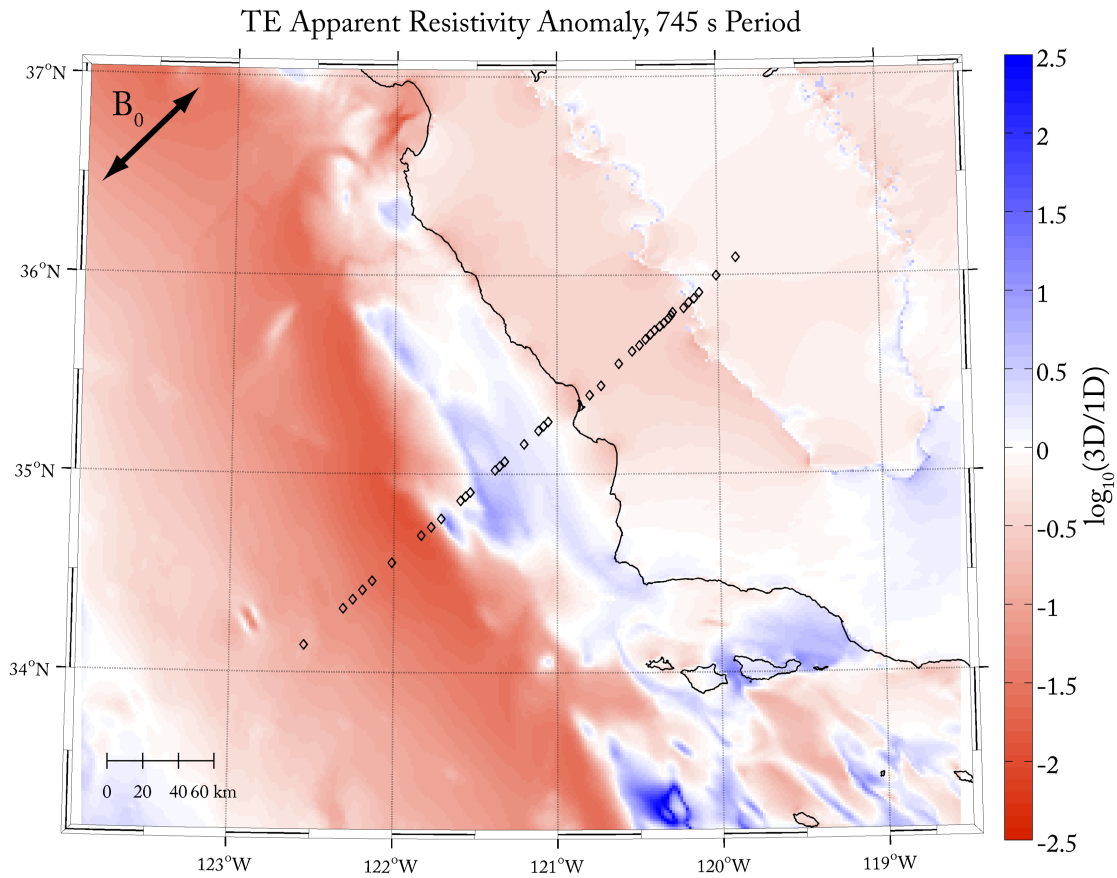 TE Apparent Resistivity Anomaly, 745 s Period
B0
37°N
36°N
35°N
34°N
0 20 40 60 km
123°W 122°W 121°W 120°W 119°W
2.5
2
1.5
1
0.5
0
-0.5
-1
-1.5
-2
-2.5
log10(3D/1D)